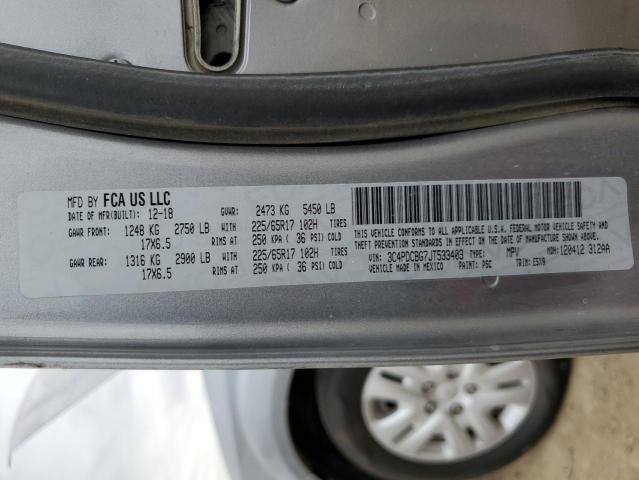 MFD BY FCA US LLC
DATE OF MFR(BUILT): 12-18 GVWR: 2473 KG 5450 LB
GAWR FRONT: 1248 KG 2750 LB WITH 225/65R17 102H TIRES
17X6.5 RIMS AT 250 KPA ( 36 PSI) COLD
GAWR REAR: 1316 KG 2900 LB WITH 225/65R17 102H TIRES
17X6.5 RIMS AT 250 KPA ( 36 PSI) COLD
THIS VEHICLE CONFORMS TO ALL APPLICABLE U.S.A. FEDERAL MOTOR VEHICLE SAFETY AND
THEFT PREVENTION STANDARDS IN EFFECT ON THE DATE OF MANUFACTURE SHOWN ABOVE.
VIN: 3C4PDCBG7JT533403 TYPE: MPV MDH: 120412 312AA
VEHICLE MADE IN MEXICO PAINT: PSC TRIM: E5X9